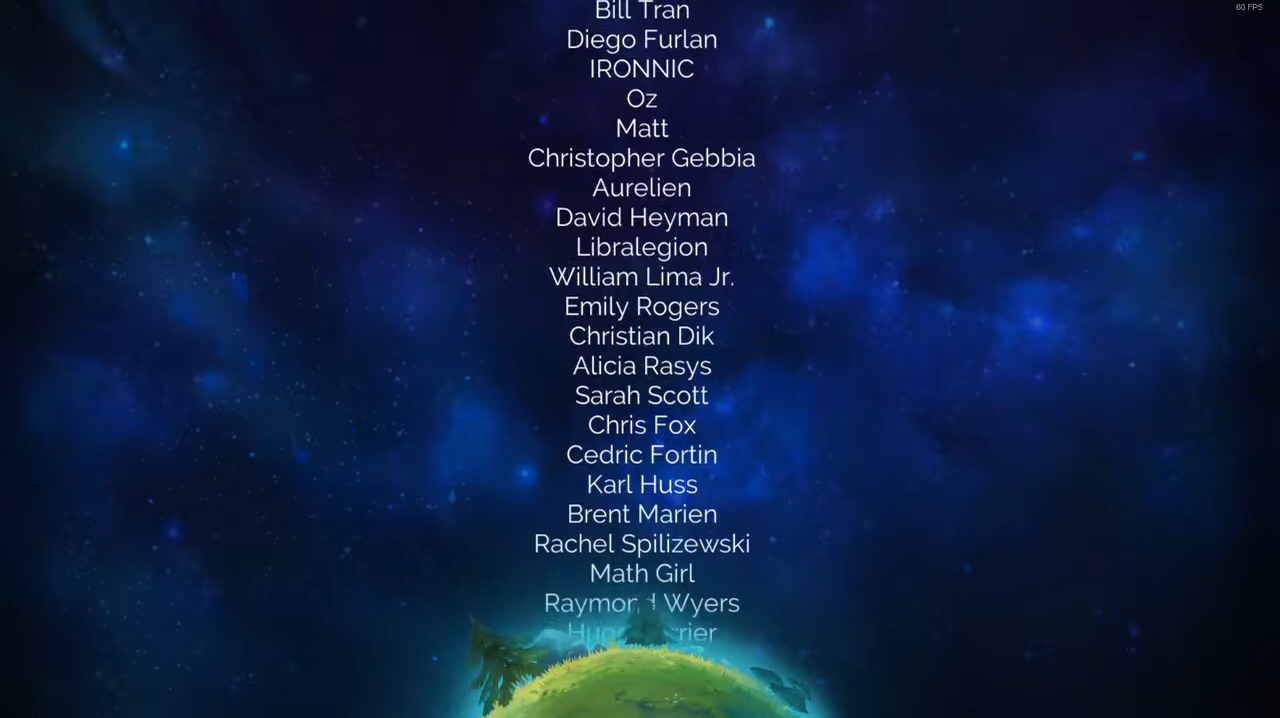 Bill Tran
Diego Furlan
IRONNIC
Oz
Matt
Christopher Gebbia
Aurelien
David Heyman
Libralegion
William Lima Jr.
Emily Rogers
Christian Dik
Alicia Rasys
Sarah Scott
Chris Fox
Cedric Fortin
Karl Huss
Brent Marien
Rachel Spilizewski
Math Girl
Raymond Wyers
60 FPS